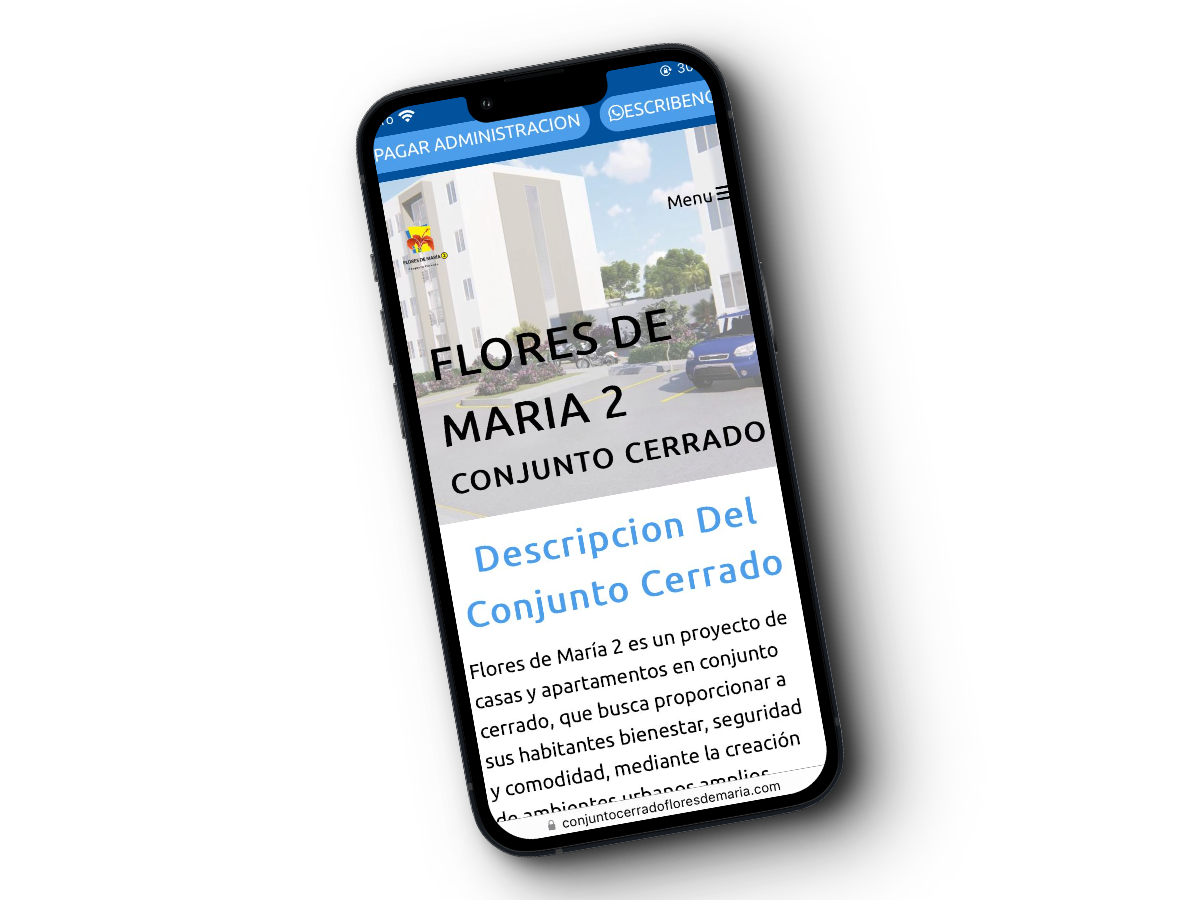 PAGAR ADMINISTRACION
ESCRIBENO
Menu
FLORES DE MARIA 2
FLORES DE
MARIA 2
CONJUNTO CERRADO
Descripcion Del
Conjunto Cerrado
Flores de María 2 es un proyecto de
casas y apartamentos en conjunto
cerrado, que busca proporcionar a
sus habitantes bienestar, seguridad
y comodidad, mediante la creación
de ambientes urbanos amplios
conjuntocerradofloresdemaria.com